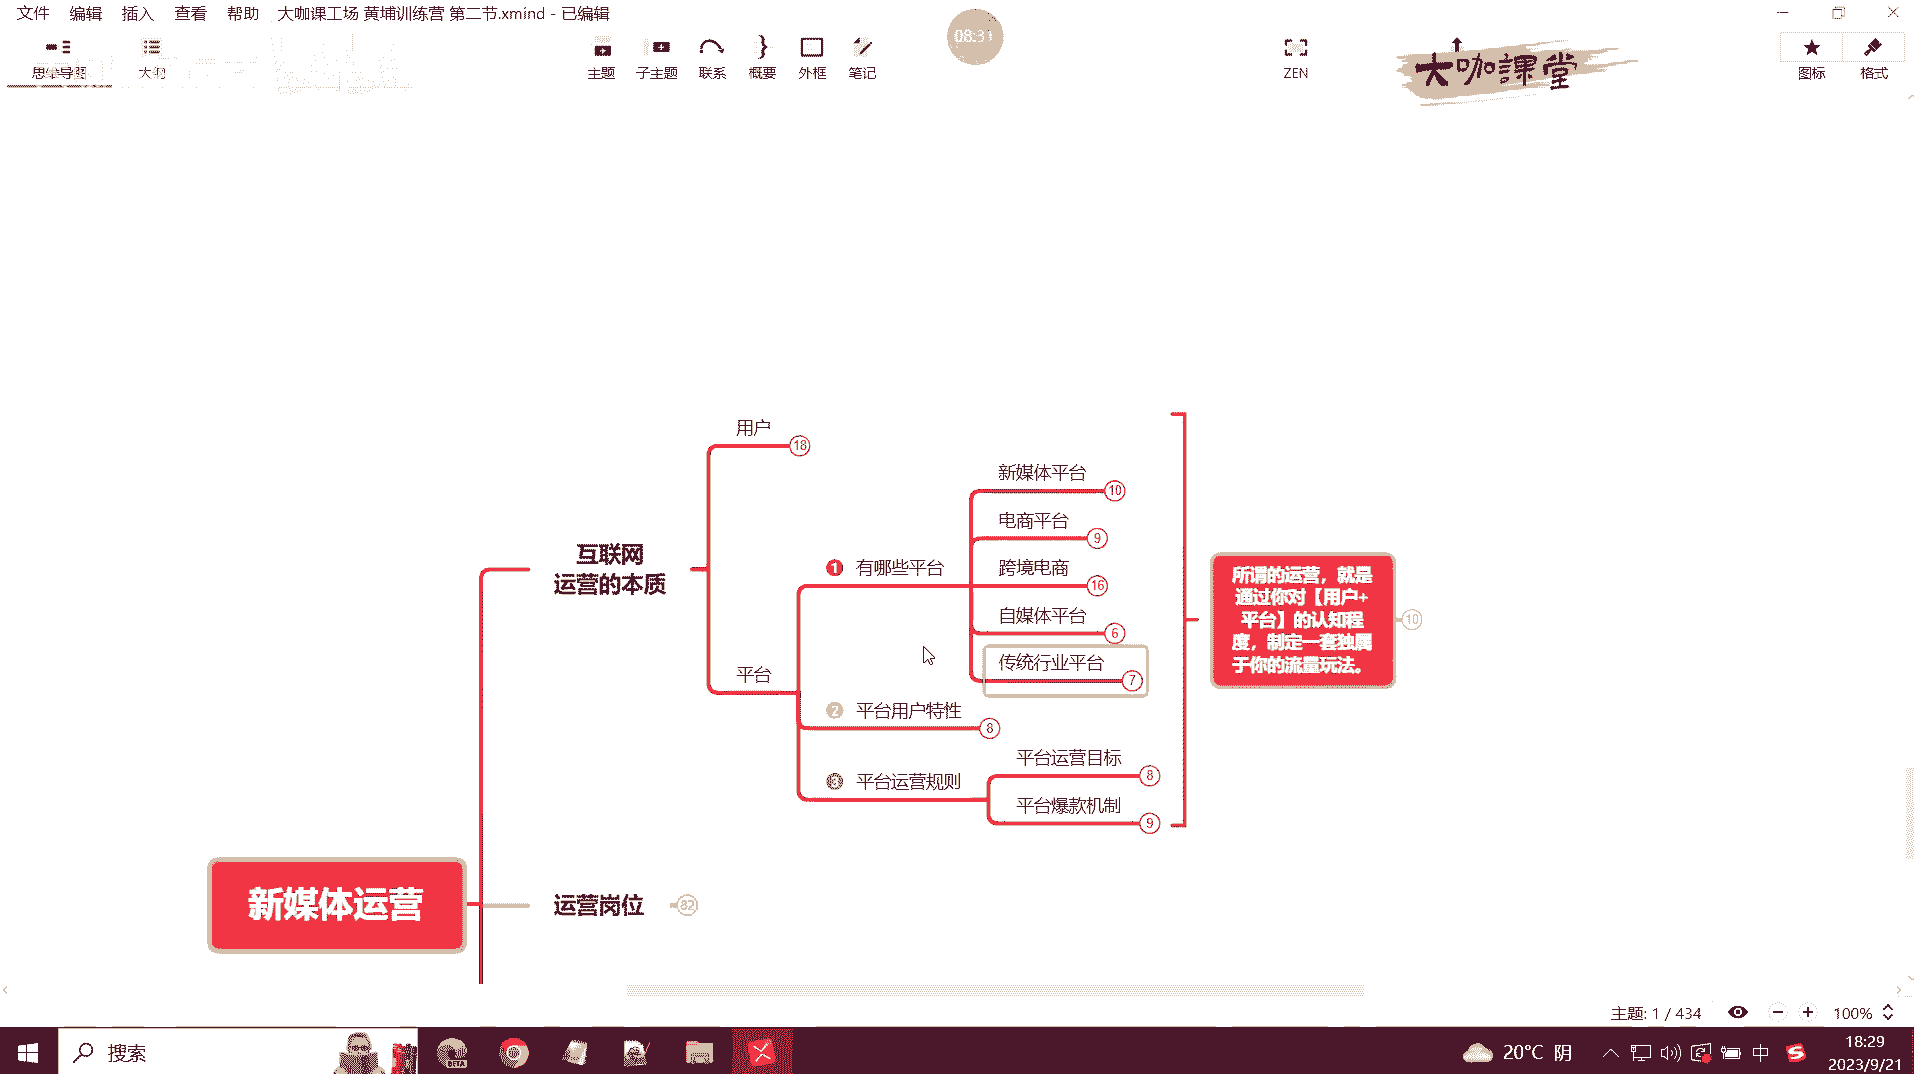 文件 编辑 插入 查看 帮助 大咖课工场 黄埔训练营 第二节.xmind - 已编辑
08:31
思维导图 大纲 主题 子主题 联系 概要 外框 笔记 ZEN 图标 格式
大咖課堂
用户 18
新媒体平台 10
电商平台 9
1 有哪些平台
跨境电商 16
自媒体平台 6
传统行业平台 7
互联网
运营的本质
平台
2 平台用户特性 8
平台运营目标 8
3 平台运营规则
平台爆款机制 9
所谓的运营，就是
通过你对【用户+
平台】的认知程
度，制定一套独属
于你的流量玩法。
10
新媒体运营
运营岗位 82
主题: 1 / 434 100%
搜索
BETA
20°C 阴
中
18:29
2023/9/21